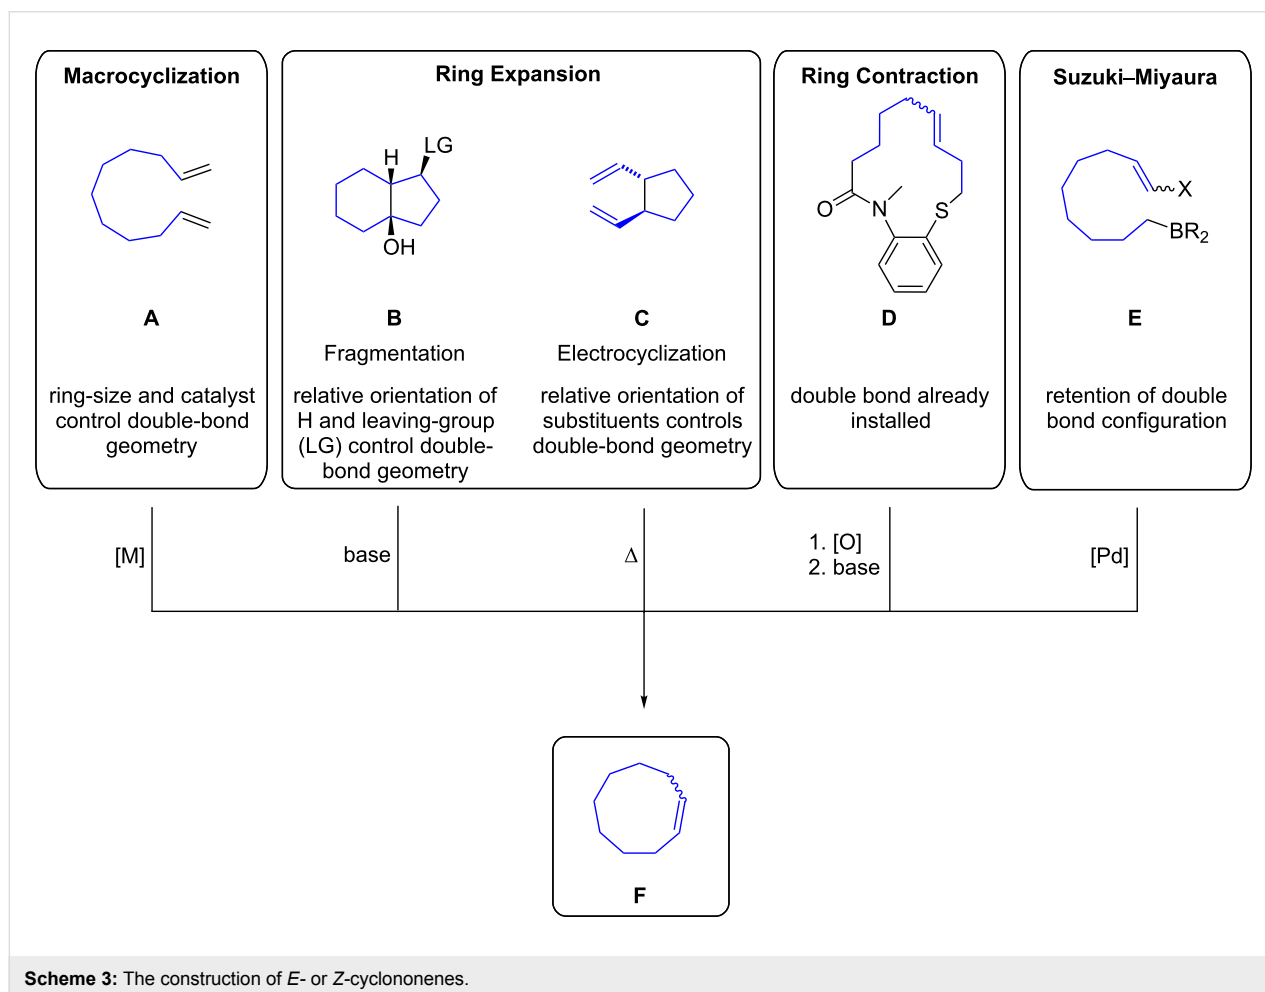 Macrocyclization
A
ring-size and catalyst
control double-bond
geometry
Ring Expansion
H
LG
OH
B
Fragmentation
relative orientation of
H and leaving-group
(LG) control double-
bond geometry
C
Electrocyclization
relative orientation of
substituents controls
double-bond geometry
Ring Contraction
O
N
S
D
double bond already
installed
Suzuki–Miyaura
X
BR2
E
retention of double
bond configuration
[M]
base
Δ
1. [O]
2. base
[Pd]
F
Scheme 3: The construction of E- or Z-cyclononenes.